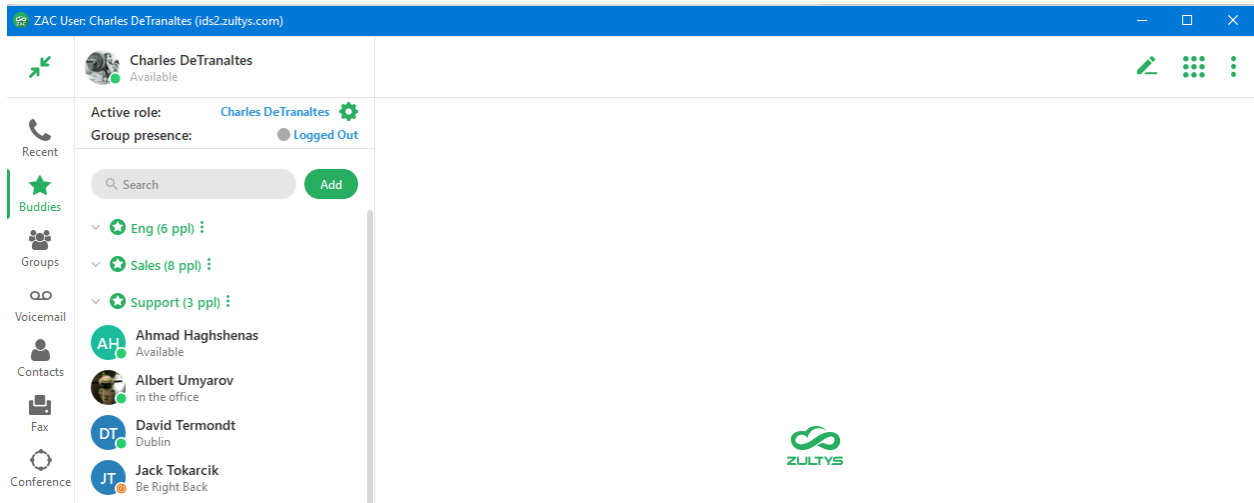 ZAC User: Charles DeTranaltes (ids2.zultys.com)
Charles DeTranaltes
Available
Active role: Charles DeTranaltes
Group presence: Logged Out
Recent
Buddies
Groups
Voicemail
Contacts
Fax
Conference
Search Add
Eng (6 ppl)
Sales (8 ppl)
Support (3 ppl)
AH Ahmad Haghshenas
Available
Albert Umyarov
in the office
DT David Termondt
Dublin
JT Jack Tokarcik
Be Right Back
ZULTYS